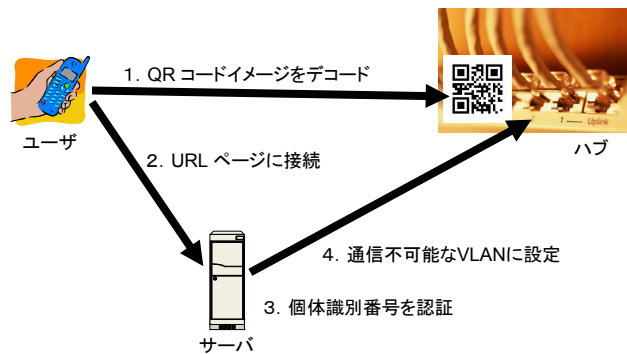 1. QR コードイメージをデコード
ユーザ
1 — Uplink
ハブ
2. URL ページに接続
4. 通信不可能なVLANに設定
3. 個体識別番号を認証
サーバ